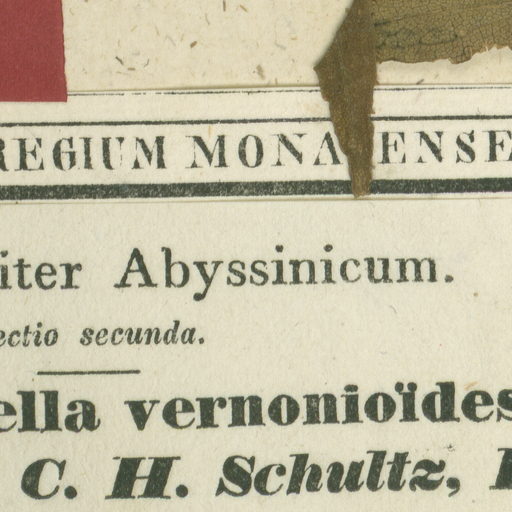 REGIUM MONA ENSE
iter Abyssinicum.
ectio secunda.
ella vernonioïdes
C. H. Schultz,